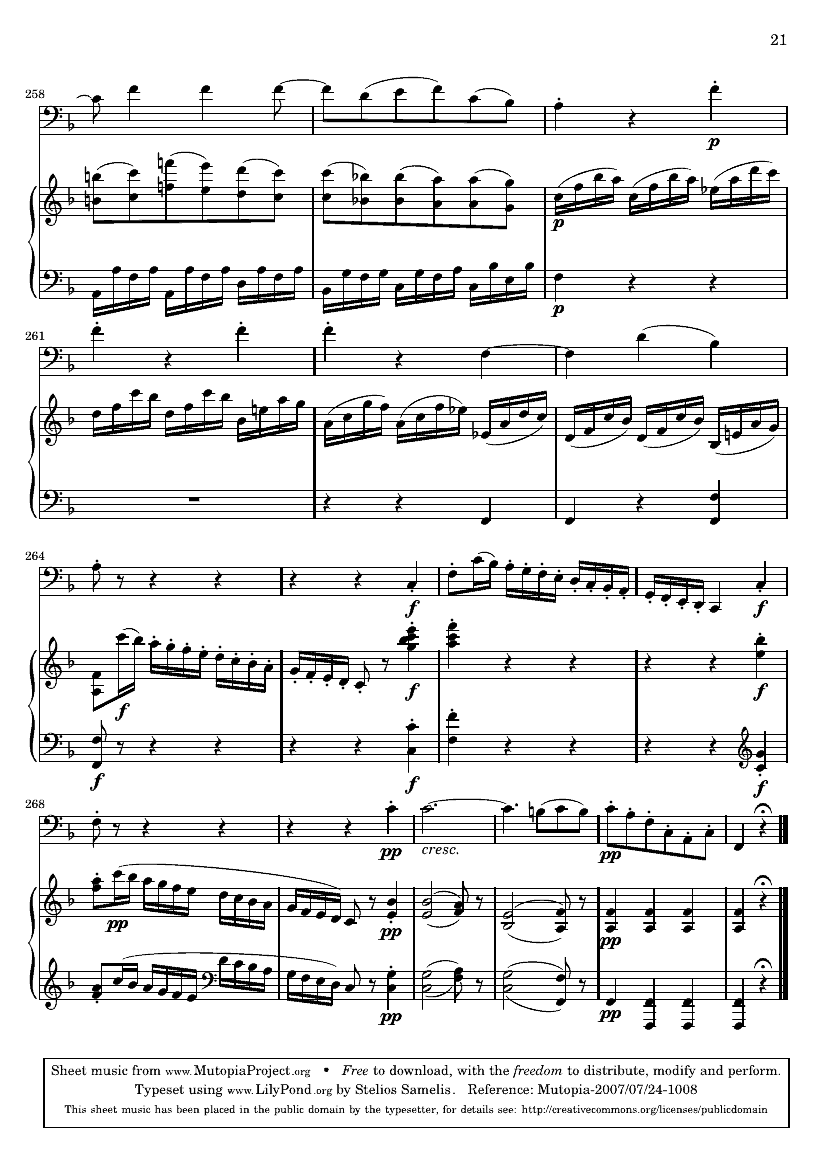 21
258
p
p
p
261
264
f
f
f
f
f
f
f
f
268
pp
cresc.
pp
pp
pp
pp
pp
pp
Sheet music from www.MutopiaProject.org • Free to download, with the freedom to distribute, modify and perform.
Typeset using www.LilyPond.org by Stelios Samelis. Reference: Mutopia-2007/07/24-1008
This sheet music has been placed in the public domain by the typesetter, for details see: http://creativecommons.org/licenses/publicdomain